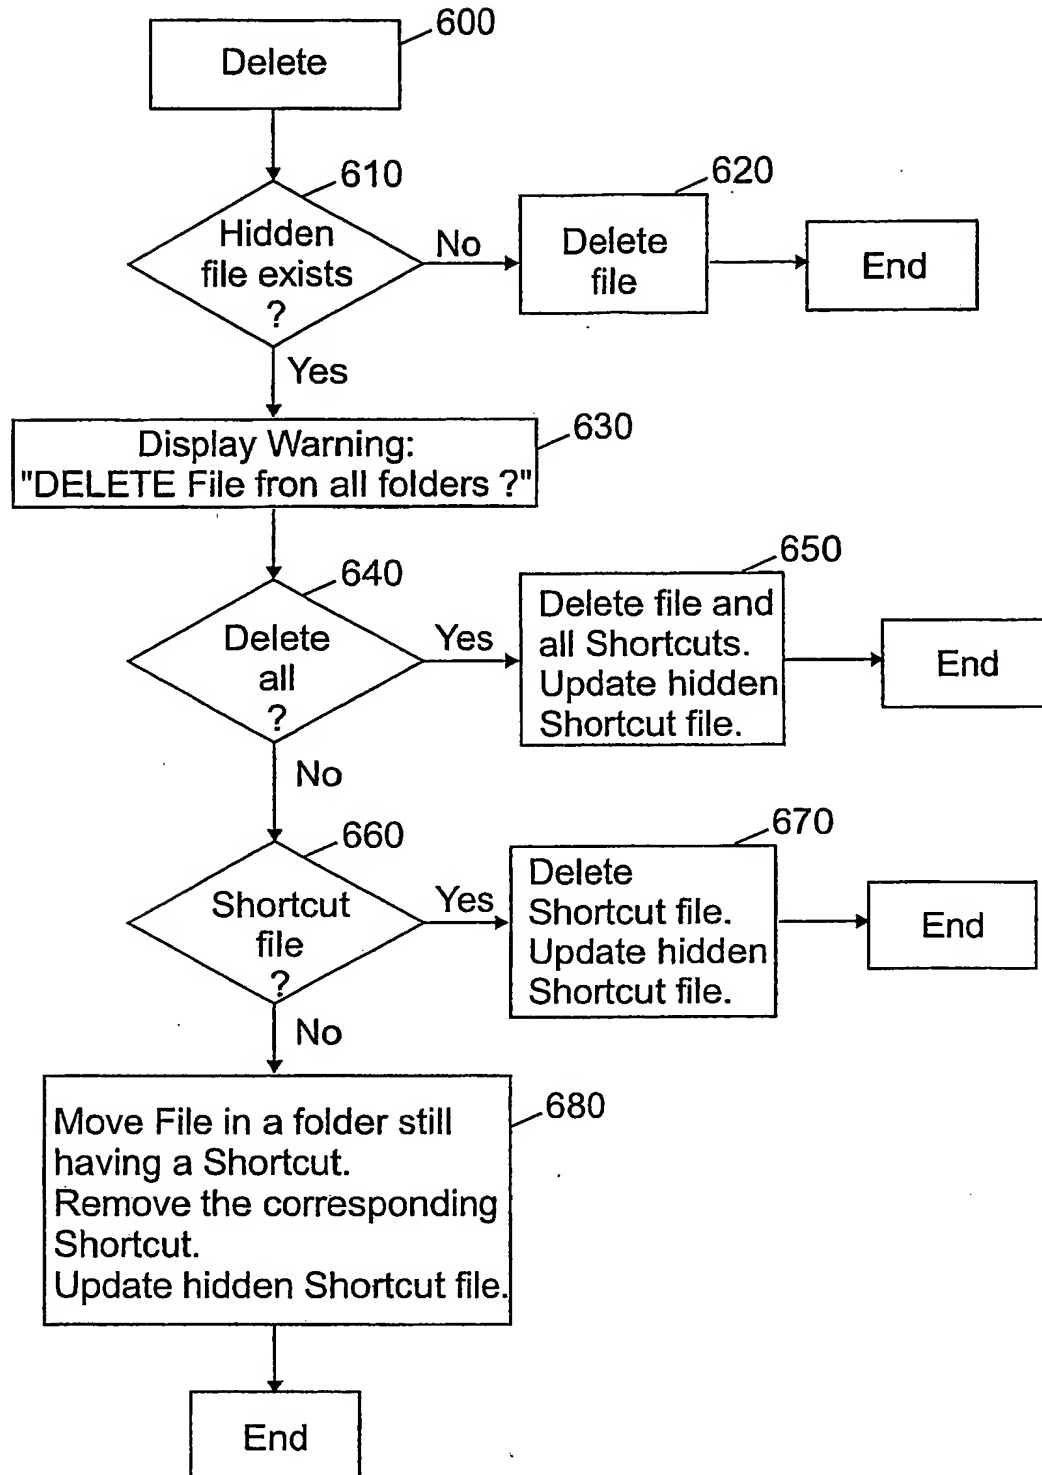 600
Delete
610
Hidden
file exists
?
No
620
Delete
file
End
Yes
630
Display Warning:
"DELETE File fron all folders ?"
640
Delete
all
?
Yes
650
Delete file and
all Shortcuts.
Update hidden
Shortcut file.
End
No
660
Shortcut
file
?
Yes
670
Delete
Shortcut file.
Update hidden
Shortcut file.
End
No
680
Move File in a folder still
having a Shortcut.
Remove the corresponding
Shortcut.
Update hidden Shortcut file.
End